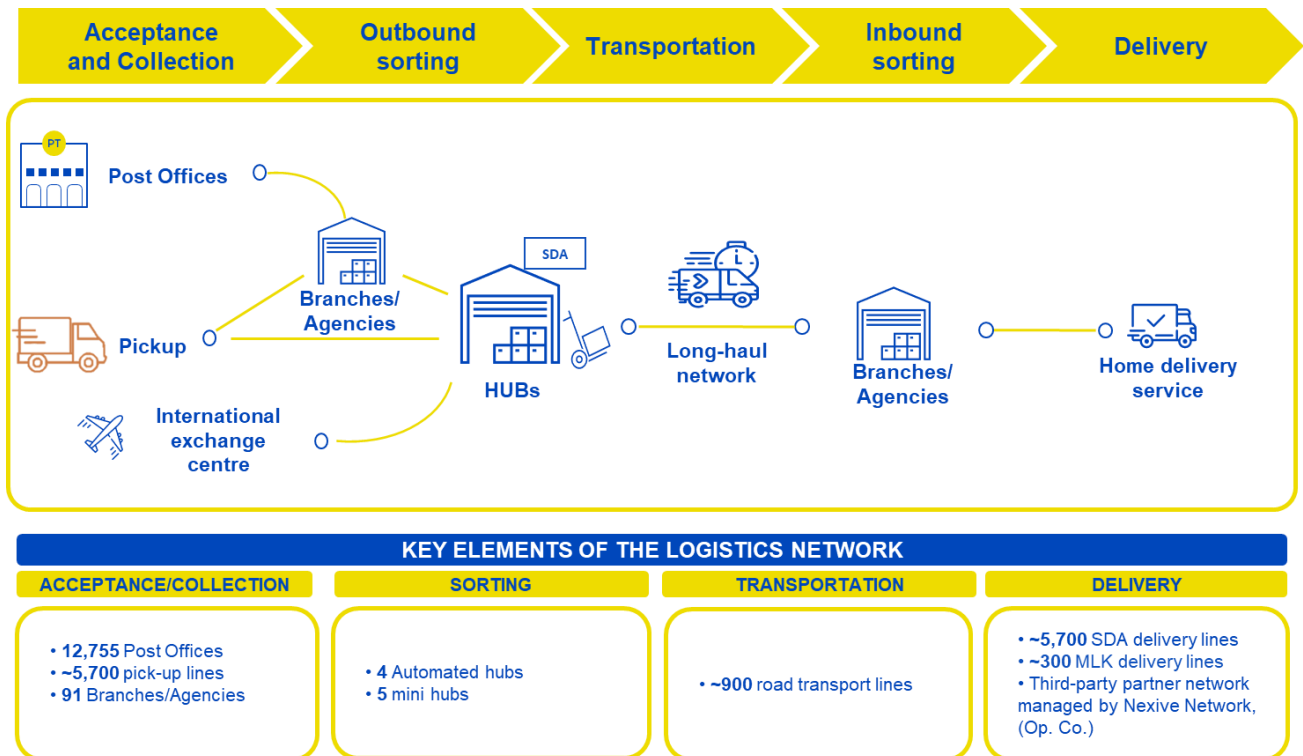 Acceptance
and Collection
Outbound
sorting
Transportation
Inbound
sorting
Delivery
PT
Post Offices
SDA
Branches/
Agencies
Pickup
HUBs
Long-haul
network
Branches/
Agencies
Home delivery
service
International
exchange
centre
KEY ELEMENTS OF THE LOGISTICS NETWORK
ACCEPTANCE/COLLECTION
SORTING
TRANSPORTATION
DELIVERY
• 12,755 Post Offices
• ~5,700 pick-up lines
• 91 Branches/Agencies
• 4 Automated hubs
• 5 mini hubs
• ~900 road transport lines
• ~5,700 SDA delivery lines
• ~300 MLK delivery lines
• Third-party partner network
managed by Nexive Network,
(Op. Co.)